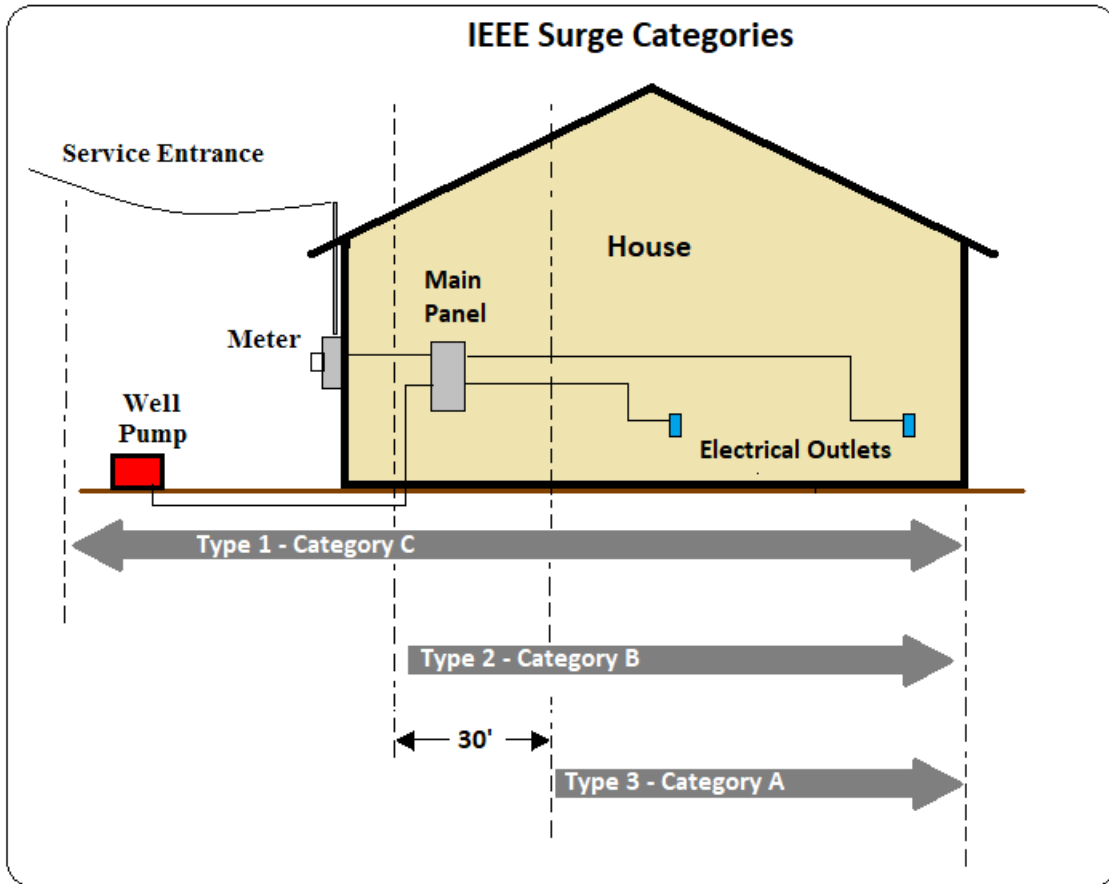 IEEE Surge Categories
Service Entrance
House
Main
Panel
Meter
Well
Pump
Electrical Outlets
Type 1 - Category C
Type 2 - Category B
30'
Type 3 - Category A